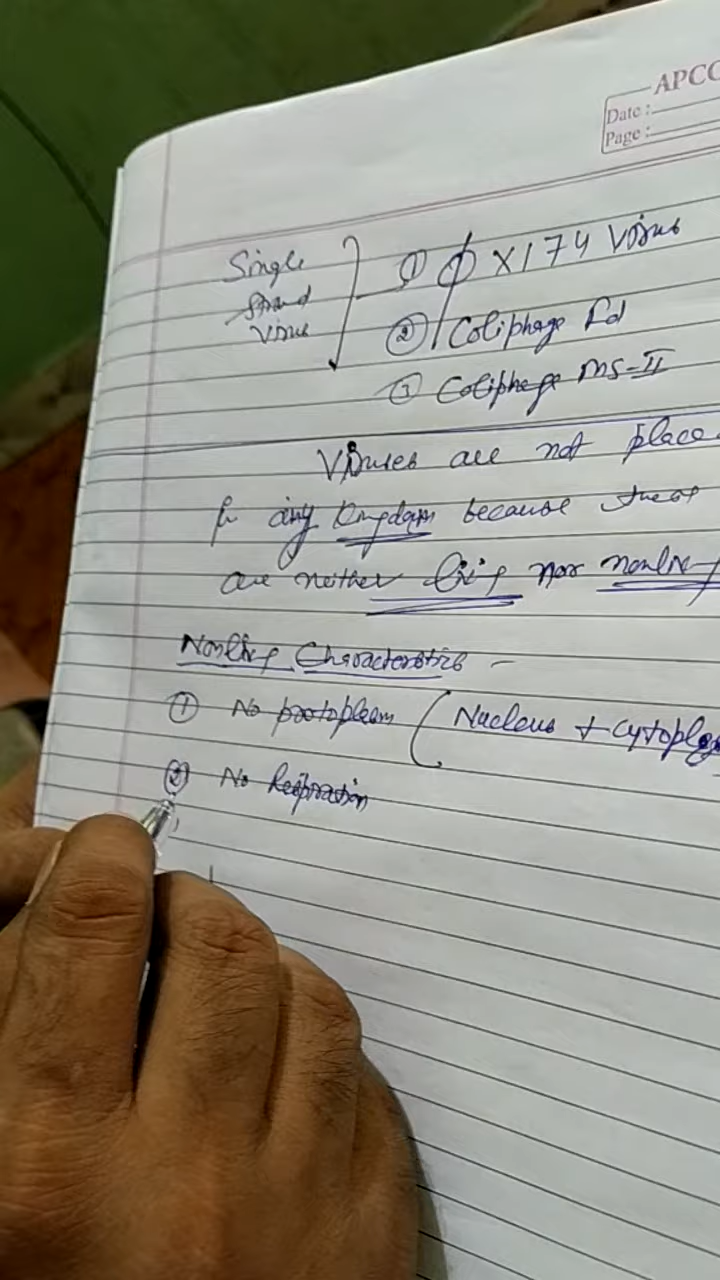 APCO
Date :
Page :
Single
Strand
Virus
① ϕ X174 Virus
② Coliphage fd
③ Coliphage MS-II
Viruses are not place
in any Kingdom because
are neither living nor nonliving
Nonliving Characteristics -
① No protoplasm ( Nucleus + Cytoplasm
② No Respiration